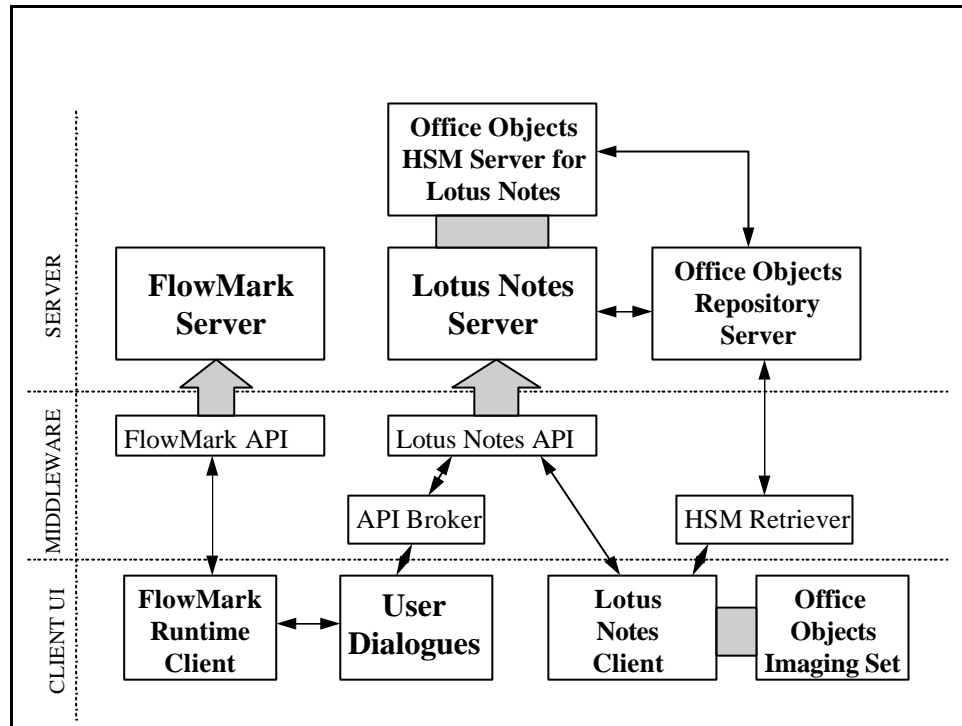 Office Objects
HSM Server for
Lotus Notes
SERVER
FlowMark
Server
Lotus Notes
Server
Office Objects
Repository
Server
MIDDLEWARE
FlowMark API
Lotus Notes API
API Broker
HSM Retriever
CLIENT UI
FlowMark
Runtime
Client
User
Dialogues
Lotus
Notes
Client
Office
Objects
Imaging Set